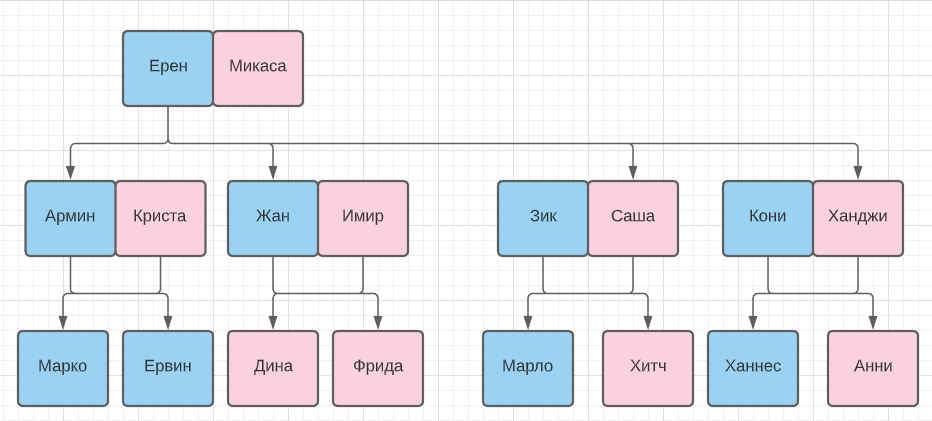 Ерен Микаса
Армин Криста Жан Имир Зик Саша Кони Ханджи
Марко Ервин Дина Фрида Марло Хитч Ханнес Анни